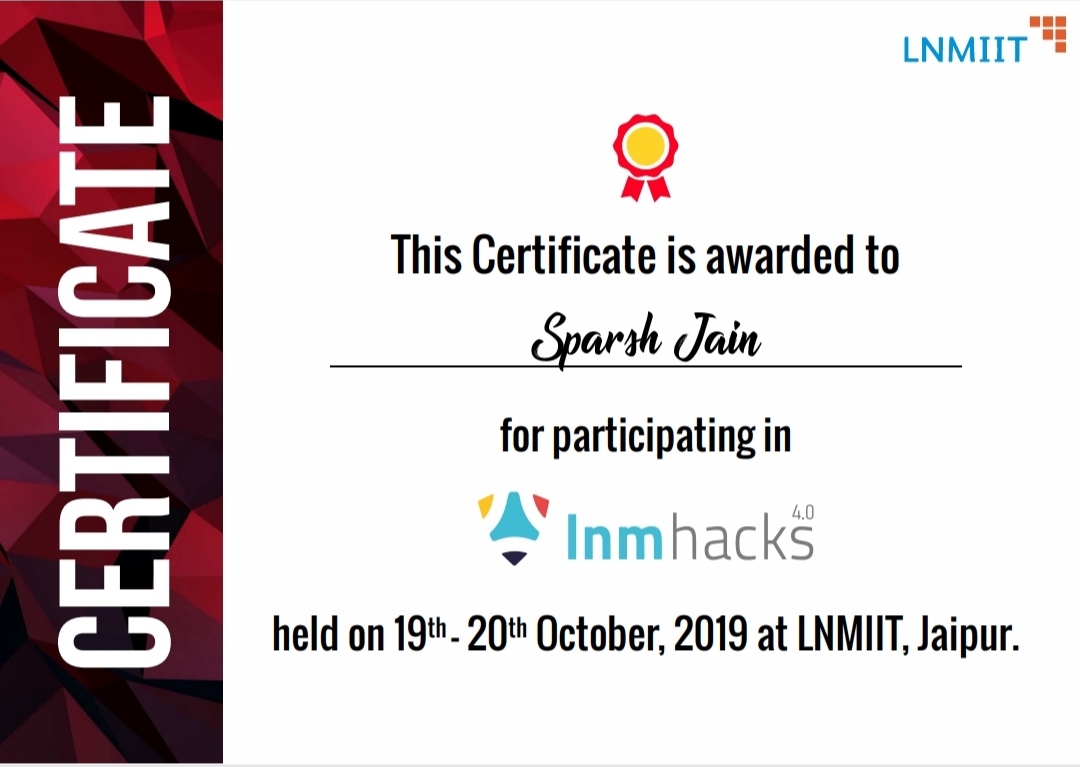 CERTIFICATE
LNMIIT
This Certificate is awarded to
Sparsh Jain
for participating in
lnmhacks 4.0
held on 19th - 20th October, 2019 at LNMIIT, Jaipur.